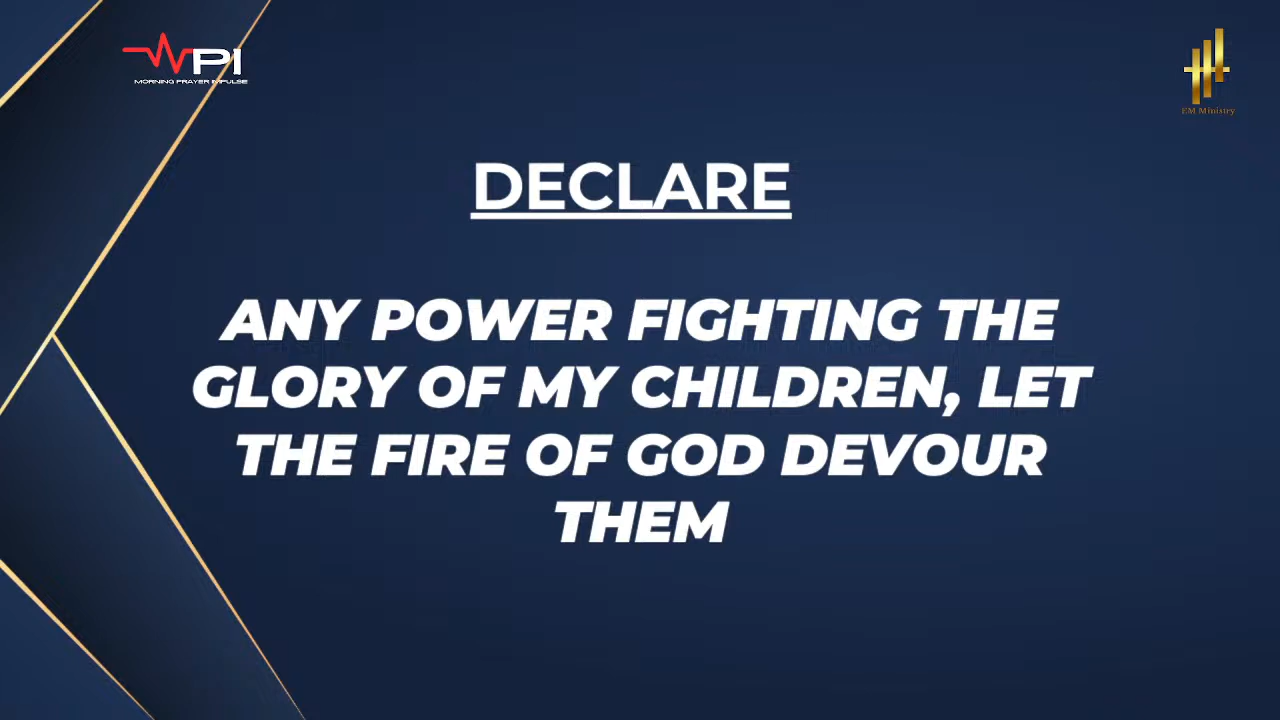 MPI
MORNING PRAYER IMPULSE
EM Ministry
DECLARE
ANY POWER FIGHTING THE
GLORY OF MY CHILDREN, LET
THE FIRE OF GOD DEVOUR
THEM